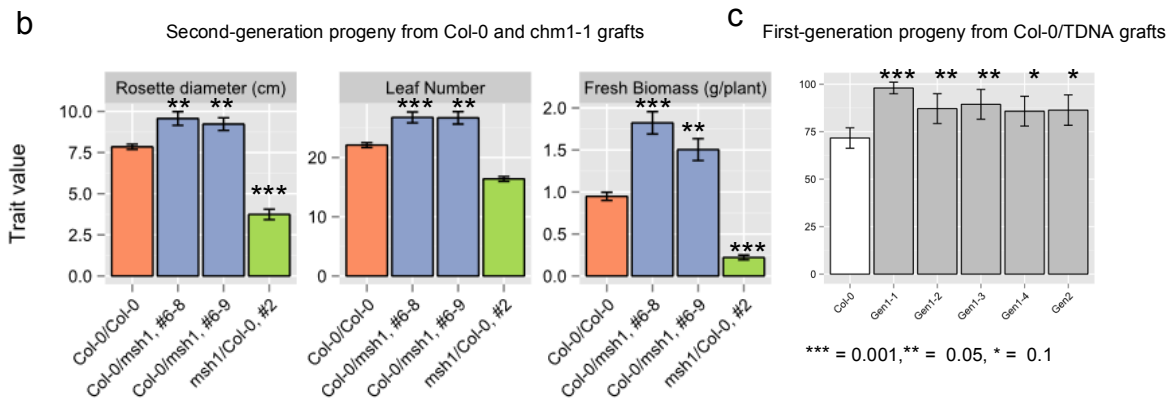 b
Second-generation progeny from Col-0 and chm1-1 grafts
Trait value
Rosette diameter (cm)
10.0
7.5
5.0
2.5
0.0
** ** ***
Col-0/Col-0
Col-0/msh1, #6-8
Col-0/msh1, #6-9
msh1/Col-0, #2
Leaf Number
20
0
*** **
Col-0/Col-0
Col-0/msh1, #6-8
Col-0/msh1, #6-9
msh1/Col-0, #2
Fresh Biomass (g/plant)
2.0
1.5
1.0
0.5
0.0
*** ** ***
Col-0/Col-0
Col-0/msh1, #6-8
Col-0/msh1, #6-9
msh1/Col-0, #2
c
First-generation progeny from Col-0/TDNA grafts
100
75
50
25
0
*** ** ** * *
Col-0
Gen1-1
Gen1-2
Gen1-3
Gen1-4
Gen2
*** = 0.001,** = 0.05, * = 0.1